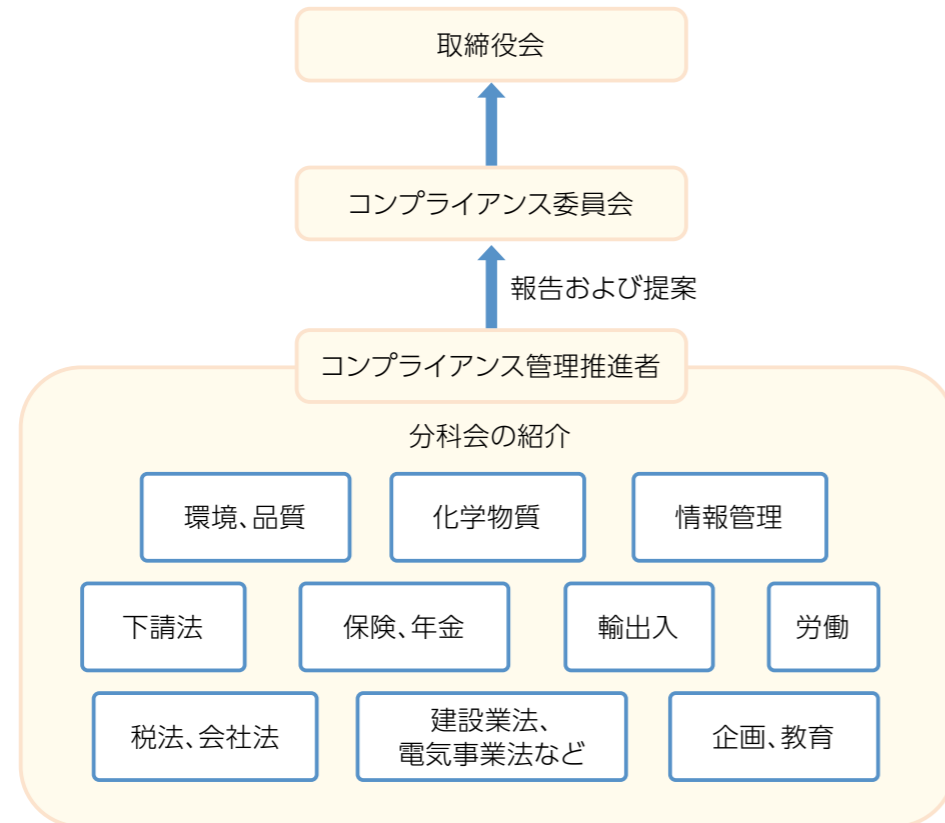 取締役会
コンプライアンス委員会
報告および提案
コンプライアンス管理推進者
分科会の紹介
環境、品質
化学物質
情報管理
下請法
保険、年金
輸出入
労働
税法、会社法
建設業法、
電気事業法など
企画、教育